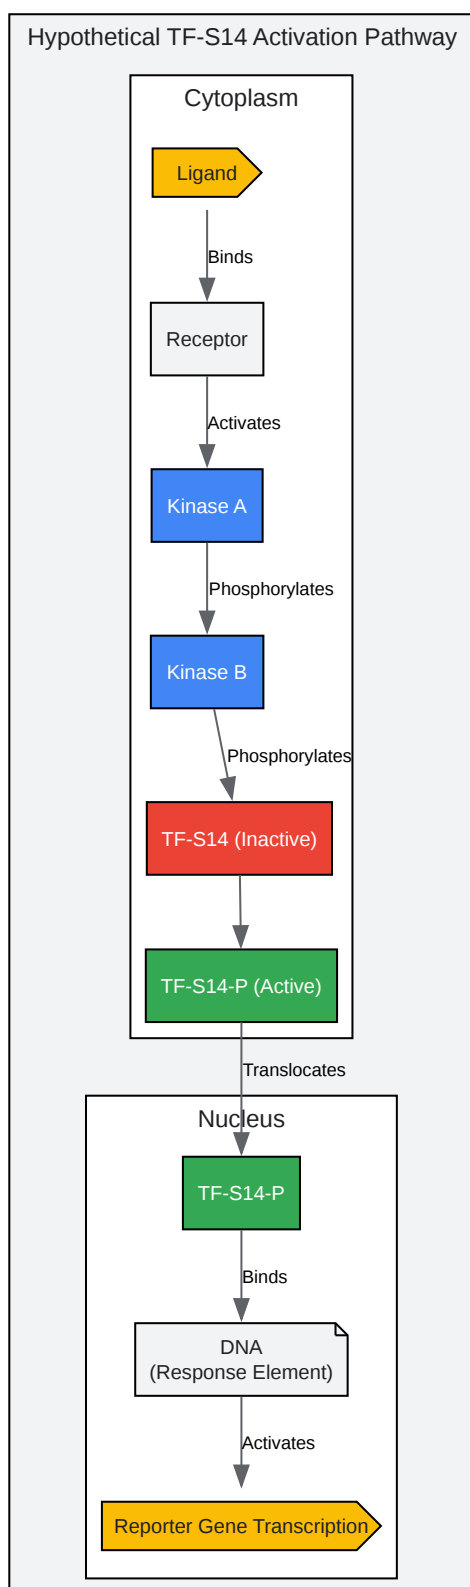 Hypothetical TF-S14 Activation Pathway
Cytoplasm
Ligand
Binds
Receptor
Activates
Kinase A
Phosphorylates
Kinase B
Phosphorylates
TF-S14 (Inactive)
TF-S14-P (Active)
Translocates
Nucleus
TF-S14-P
Binds
DNA
(Response Element)
Activates
Reporter Gene Transcription